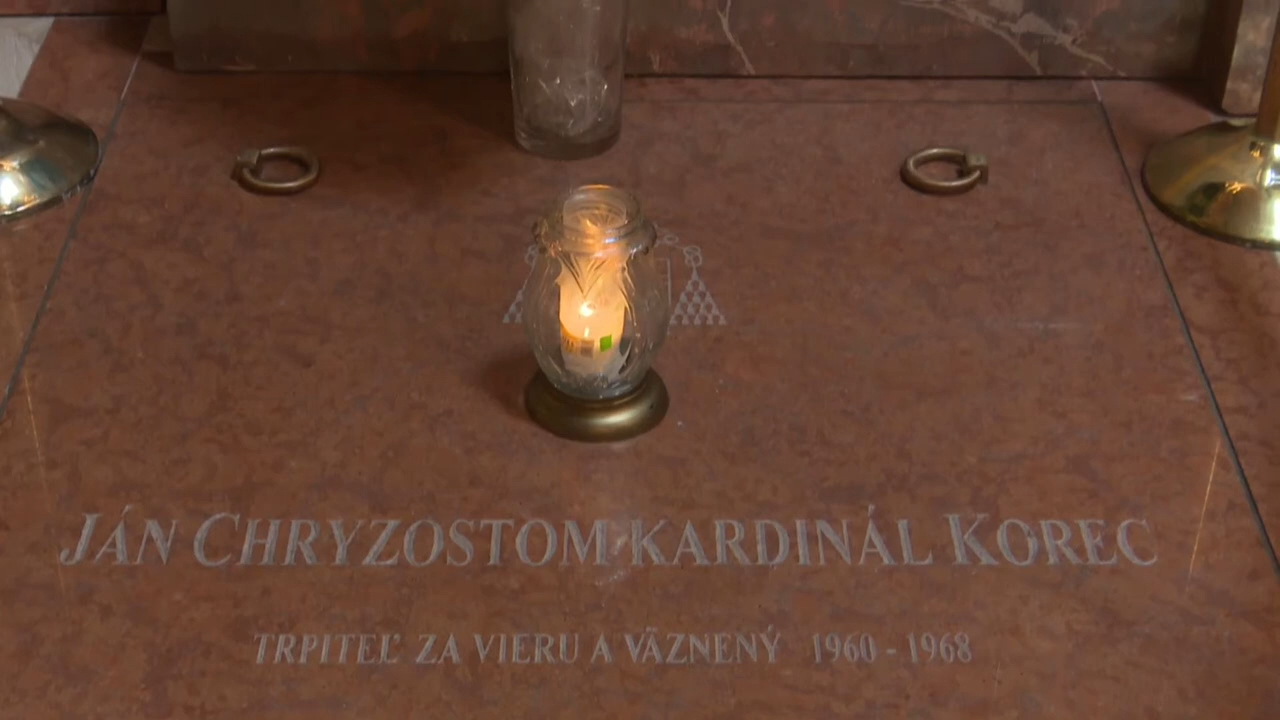 JÁN CHRYZOSTOM KARDINÁL KOREC
TRPITEĽ ZA VIERU A VÄZNENÝ 1960 - 1968